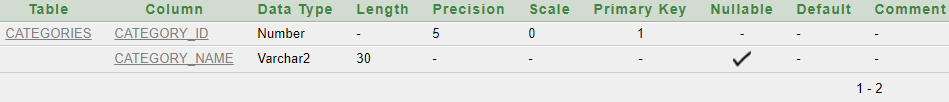 Table Column Data Type Length Precision Scale Primary Key Nullable Default Comment
CATEGORIES CATEGORY_ID Number - 5 0 1 - - -
CATEGORY_NAME Varchar2 30 - - - - -
1 - 2